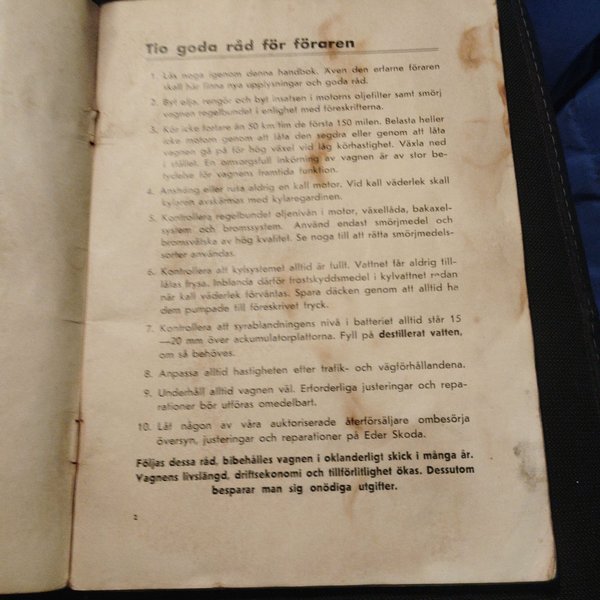 Tio goda råd för föraren
1. Läs noga igenom denna handbok. Även den erfarne föraren
skall här finna nya upplysningar och goda råd.
2. Byt olja, rengör och byt insatsen i motorns oljefilter samt smörj
vagnen regelbundet i enlighet med föreskrifterna.
3. Kör icke fortare än 50 km/tim de första 150 milen. Belasta heller
icke motorn genom att låta den segdra eller genom att låta
vagnen gå på för hög växel vid låg körhastighet. Växla ned
i stället. En omsorgsfull inkörning av vagnen är av stor be-
tydelse för vagnens framtida funktion.
4. Ansträng eller rusa aldrig en kall motor. Vid kall väderlek skall
kylaren avskärmas med kylaregardinen.
5. Kontrollera regelbundet oljenivån i motor, växellåda, bakaxel-
system och bromssystem. Använd endast smörjmedel och
bromsvätska av hög kvalitet. Se noga till att rätta smörjmedels-
sorter användas.
6. Kontrollera att kylsystemet alltid är fullt. Vattnet får aldrig till-
låtas frysa. Inblanda därför frostskyddsmedel i kylvattnet redan
när kall väderlek förväntas. Spara däcken genom att alltid ha
dem pumpade till föreskrivet tryck.
7. Kontrollera att syrablandningens nivå i batteriet alltid står 15
—20 mm över ackumulatorplattorna. Fyll på destillerat vatten,
om så behöves.
8. Anpassa alltid hastigheten efter trafik- och vägförhållandena.
9. Underhåll alltid vagnen väl. Erforderliga justeringar och repa-
rationer bör utföras omedelbart.
10. Låt någon av våra auktoriserade återförsäljare ombesörja
översyn, justeringar och reparationer på Eder Skoda.
Följas dessa råd, bibehålles vagnen i oklanderligt skick i många år.
Vagnens livslängd, driftsekonomi och tillförlitlighet ökas. Dessutom
besparar man sig onödiga utgifter.
2